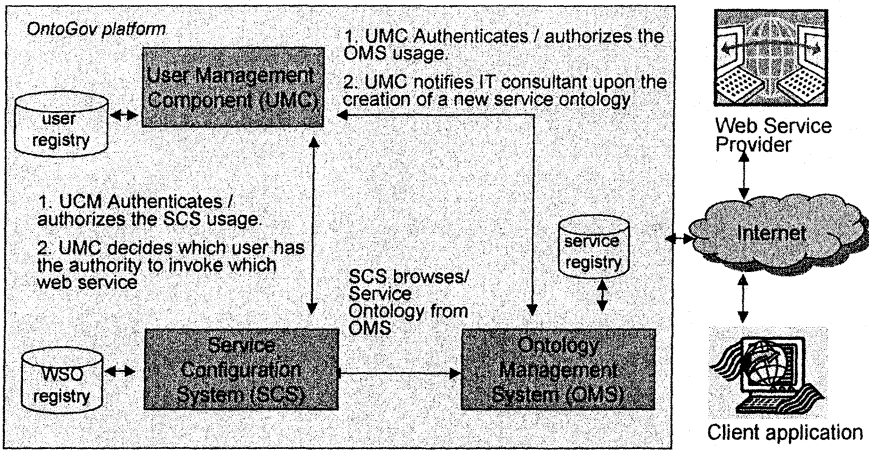 OntoGov platform
User Management
Component (UMC)
1. UMC Authenticates / authorizes the
OMS usage.
2. UMC notifies IT consultant upon the
creation of a new service ontology
user
registry
1. UCM Authenticates /
authorizes the SCS usage.
2. UMC decides which user has
the authority to invoke which
web service
service
registry
SCS browses/
Service
Ontology from
OMS
WSO
registry
Service
Configuration
System (SCS)
Ontology
Management
System (OMS)
Web Service
Provider
Internet
Client application